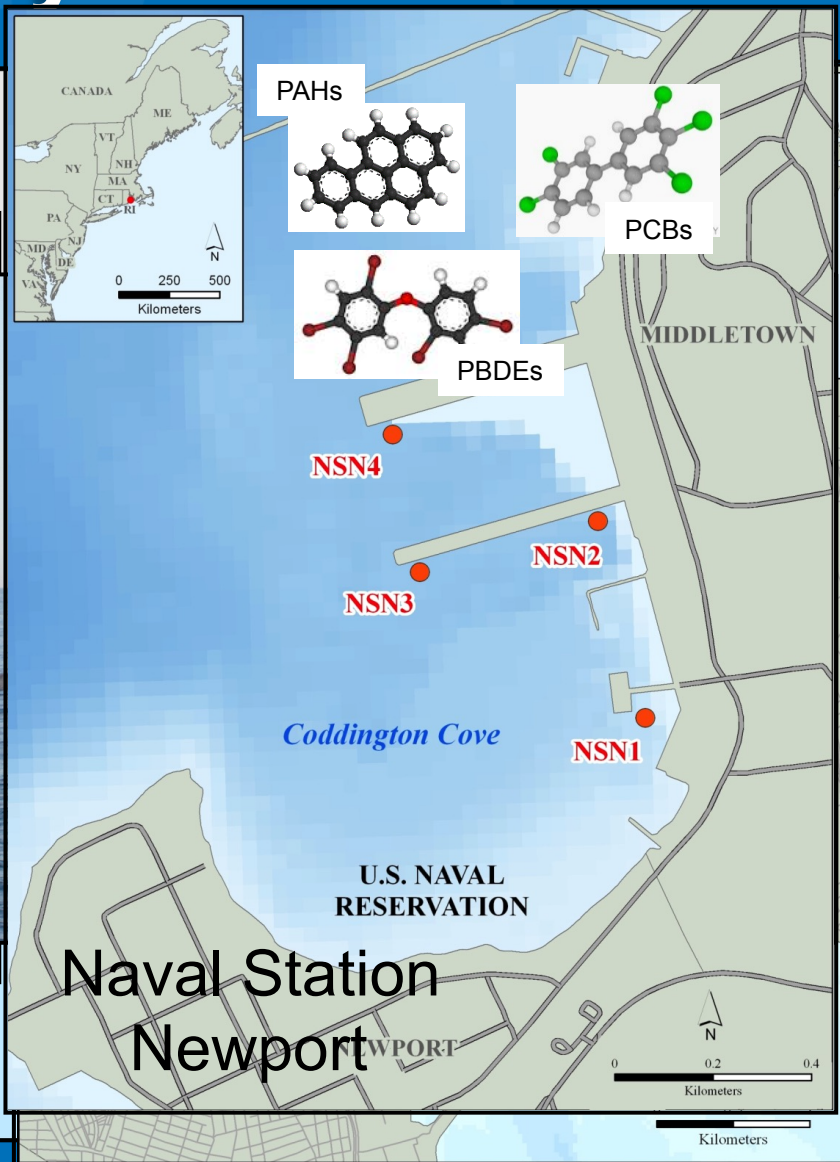 CANADA
ME
VT
NH
NY
MA
CT
RI
PA
NJ
MD
DE
VA
N
0 250 500
Kilometers
PAHs
PCBs
PBDEs
MIDDLETOWN
NSN4
NSN2
NSN3
Coddington Cove
NSN1
U.S. NAVAL
RESERVATION
Naval Station
Newport
NEWPORT
N
0 0.2 0.4
Kilometers
Kilometers